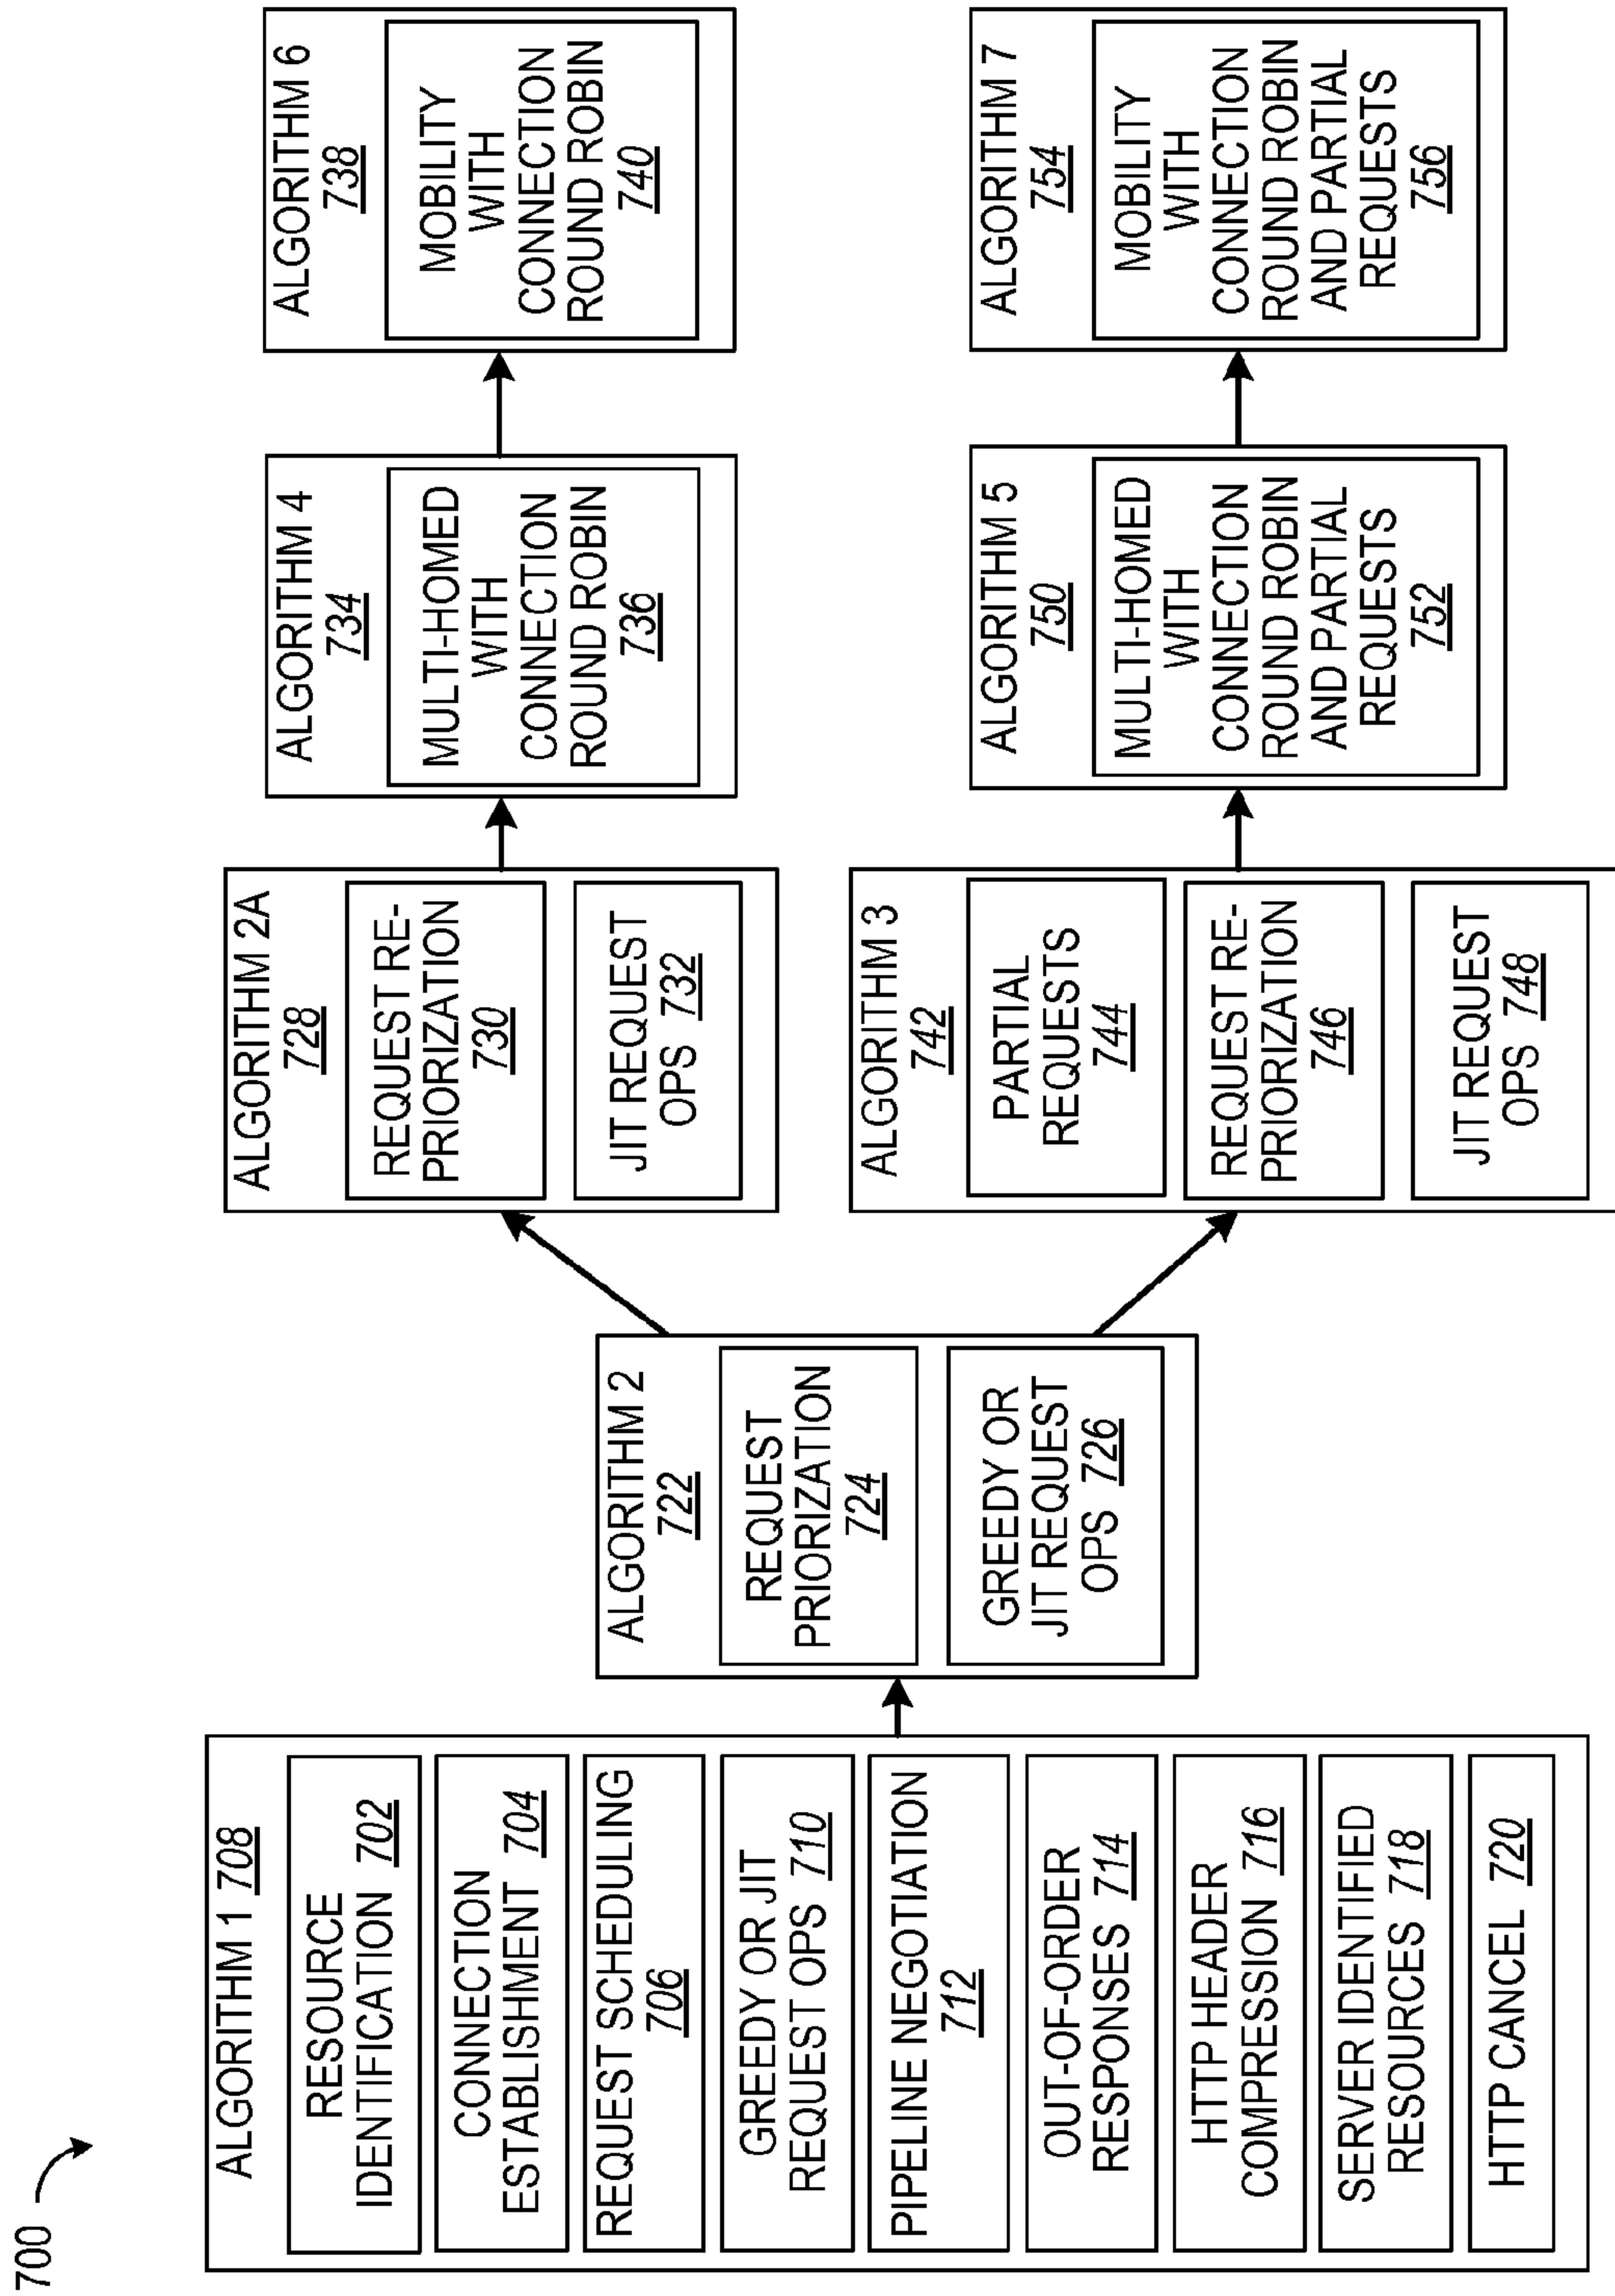 700
ALGORITHM 1 708
RESOURCE
IDENTIFICATION 702
CONNECTION
ESTABLISHMENT 704
REQUEST SCHEDULING
706
GREEDY OR JIT
REQUEST OPS 710
PIPELINE NEGOTIATION
712
OUT-OF-ORDER
RESPONSES 714
HTTP HEADER
COMPRESSION 716
SERVER IDENTIFIED
RESOURCES 718
HTTP CANCEL 720
ALGORITHM 2
722
REQUEST
PRIORIZATION
724
GREEDY OR
JIT REQUEST
OPS 726
ALGORITHM 2A
728
REQUEST RE-
PRIORIZATION
730
JIT REQUEST
OPS 732
ALGORITHM 4
734
MULTI-HOMED
WITH
CONNECTION
ROUND ROBIN
736
ALGORITHM 6
738
MOBILITY
WITH
CONNECTION
ROUND ROBIN
740
ALGORITHM 3
742
PARTIAL
REQUESTS
744
REQUEST RE-
PRIORIZATION
746
JIT REQUEST
OPS 748
ALGORITHM 5
750
MULTI-HOMED
WITH
CONNECTION
ROUND ROBIN
AND PARTIAL
REQUESTS
752
ALGORITHM 7
754
MOBILITY
WITH
CONNECTION
ROUND ROBIN
AND PARTIAL
REQUESTS
756